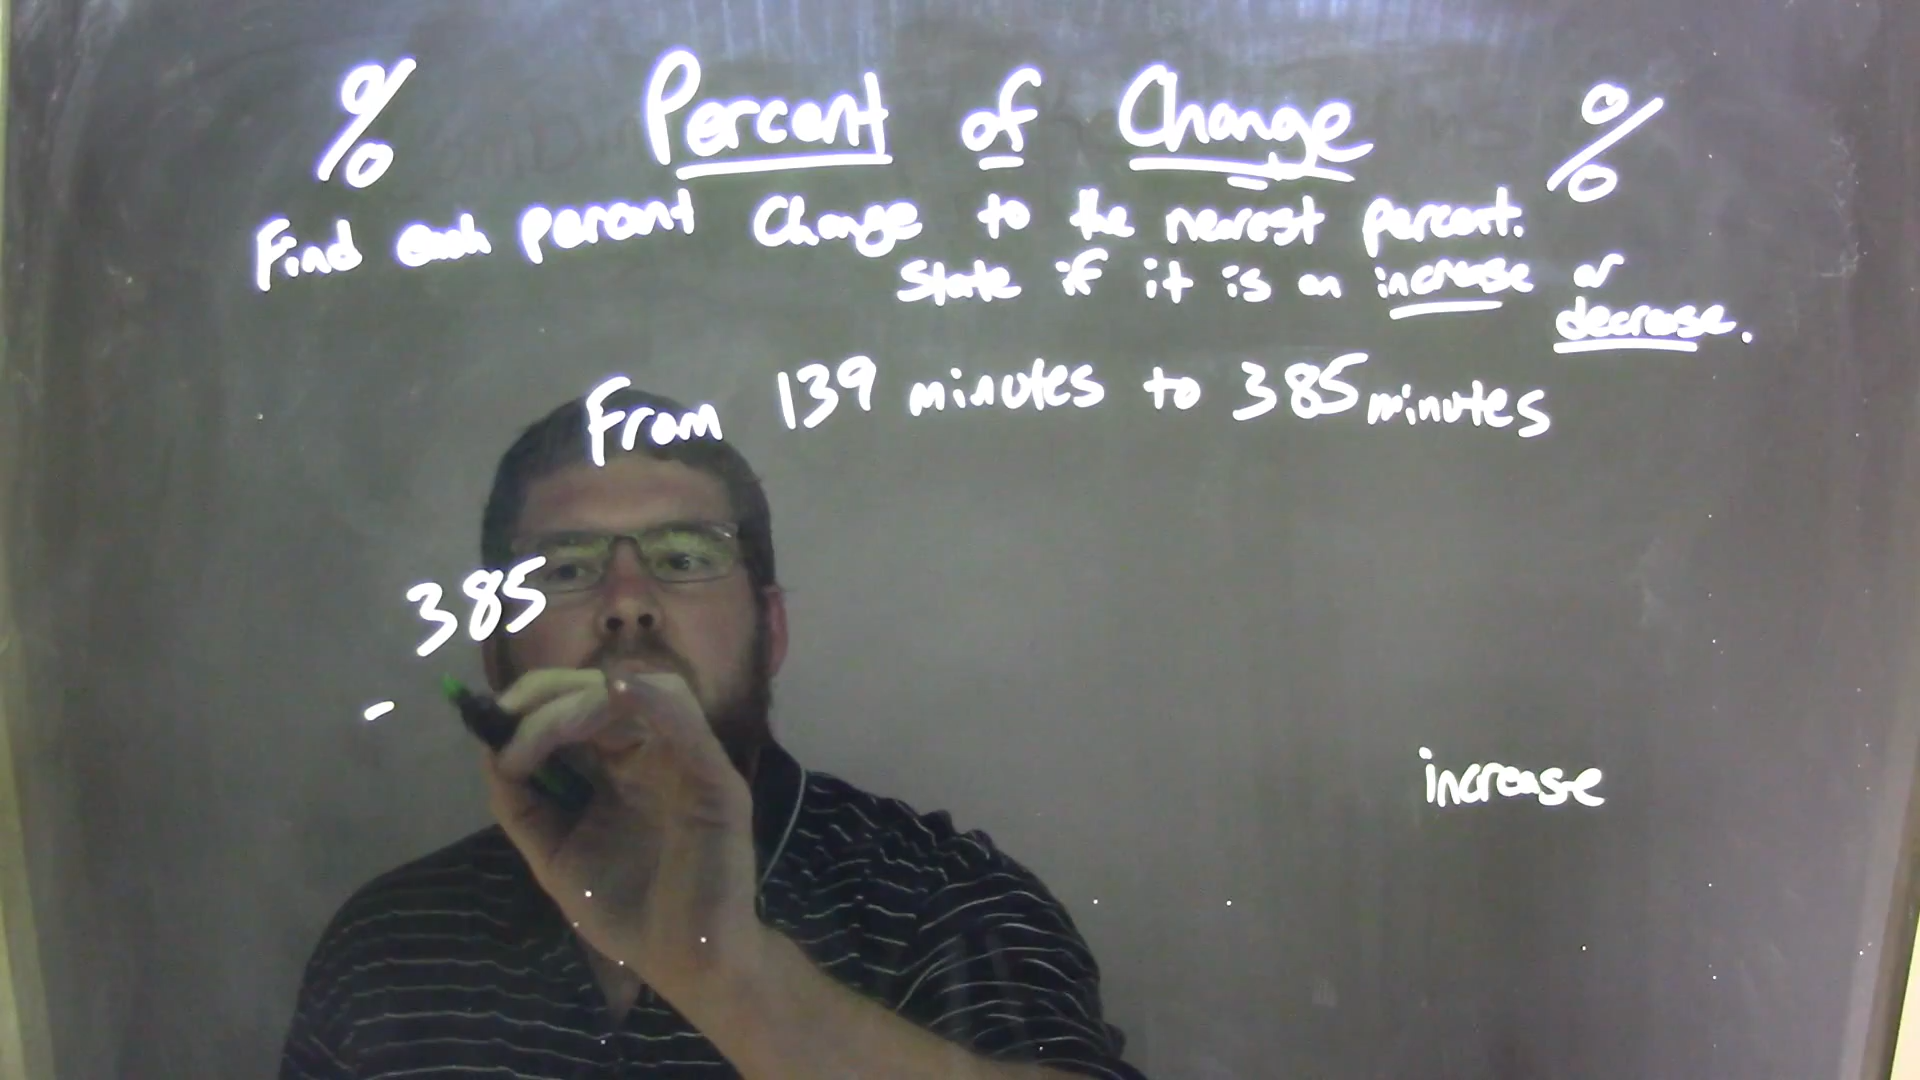 % Percent of Change %
Find each percent Change to the nearest percent.
State if it is an increase or
decrease.
From 139 minutes to 385 minutes
385
-
increase